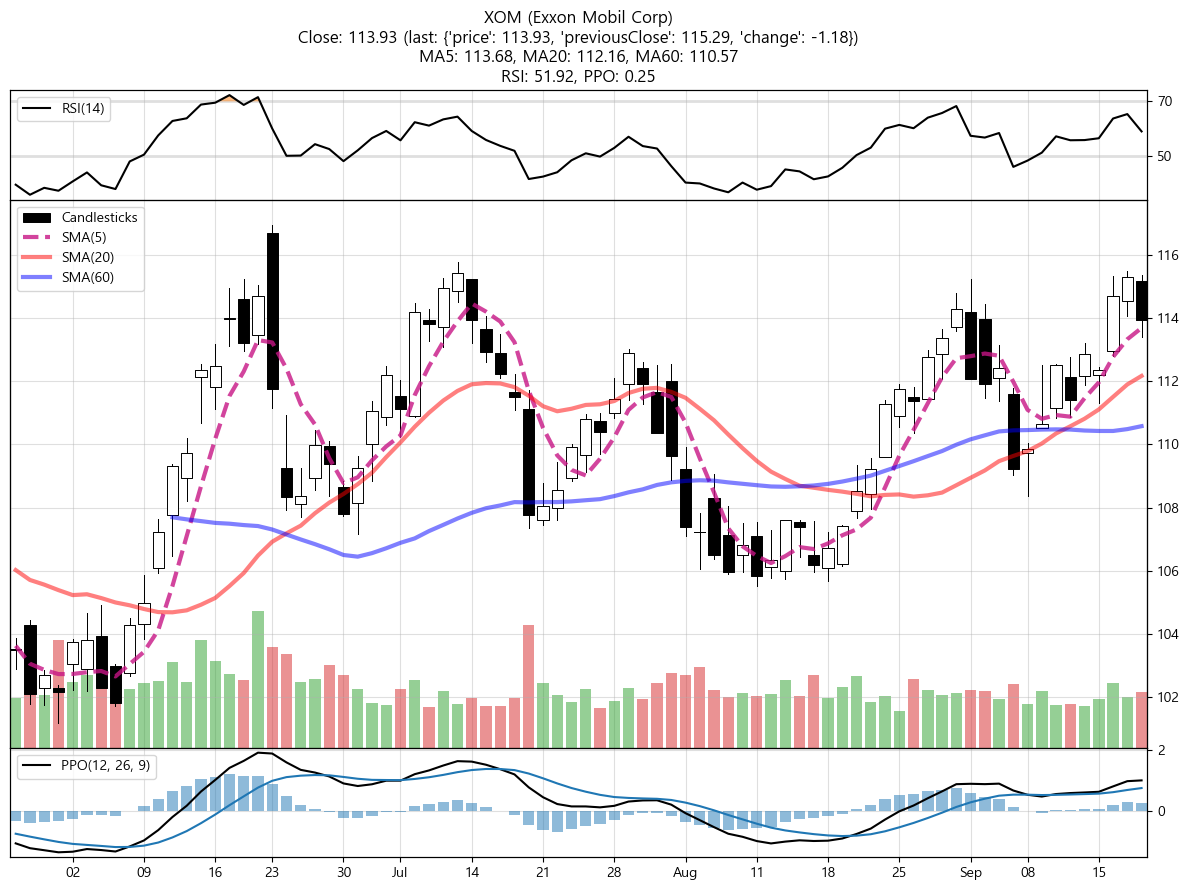 XOM (Exxon Mobil Corp)
Close: 113.93 (last: {'price': 113.93, 'previousClose': 115.29, 'change': -1.18})
MA5: 113.68, MA20: 112.16, MA60: 110.57
RSI: 51.92, PPO: 0.25
RSI(14)
70
50
Candlesticks
SMA(5)
SMA(20)
SMA(60)
116
114
112
110
108
106
104
102
PPO(12, 26, 9)
2
0
02 09 16 23 30 Jul 14 21 28 Aug 11 18 25 Sep 08 15